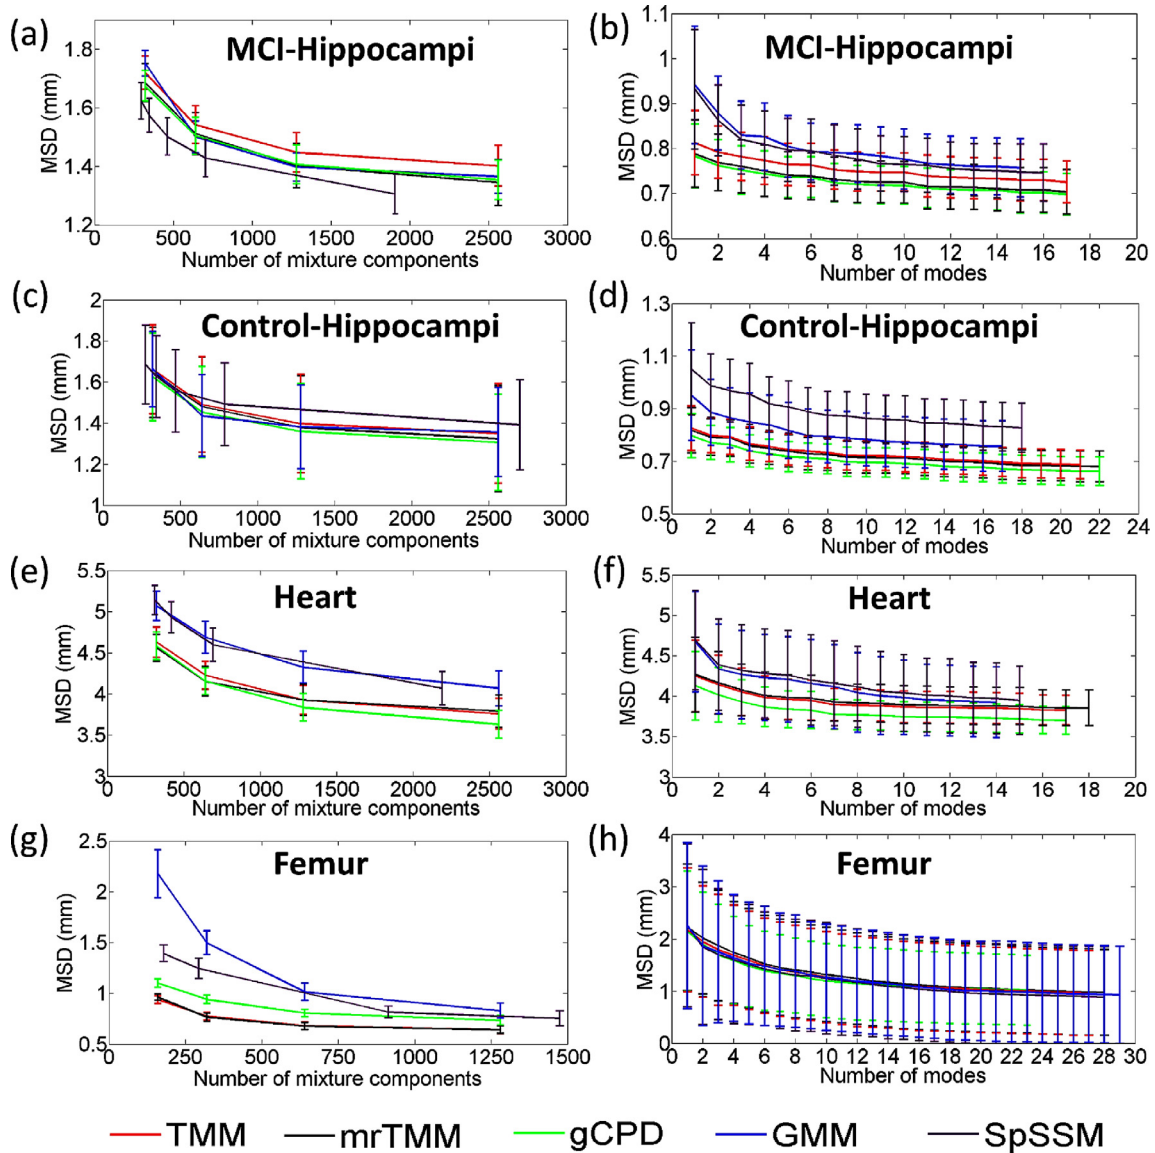 (a) MCI-Hippocampi
MSD (mm)
1.8
1.6
1.4
1.2
0 500 1000 1500 2000 2500 3000
Number of mixture components
(b) MCI-Hippocampi
MSD (mm)
1.1
1
0.9
0.8
0.7
0.6
0 2 4 6 8 10 12 14 16 18 20
Number of modes
(c) Control-Hippocampi
MSD (mm)
2
1.8
1.6
1.4
1.2
1
0 500 1000 1500 2000 2500 3000
Number of mixture components
(d) Control-Hippocampi
MSD (mm)
1.3
1.1
0.9
0.7
0.5
0 2 4 6 8 10 12 14 16 18 20 22 24
Number of modes
(e) Heart
MSD (mm)
5.5
5
4.5
4
3.5
3
0 500 1000 1500 2000 2500 3000
Number of mixture components
(f) Heart
MSD (mm)
5.5
5
4.5
4
3.5
3
0 2 4 6 8 10 12 14 16 18 20
Number of modes
(g) Femur
MSD (mm)
2.5
2
1.5
1
0.5
0 250 500 750 1000 1250 1500
Number of mixture components
(h) Femur
MSD (mm)
4
3
2
1
0
0 2 4 6 8 10 12 14 16 18 20 22 24 26 28 30
Number of modes
TMM mrTMM gCPD GMM SpSSM